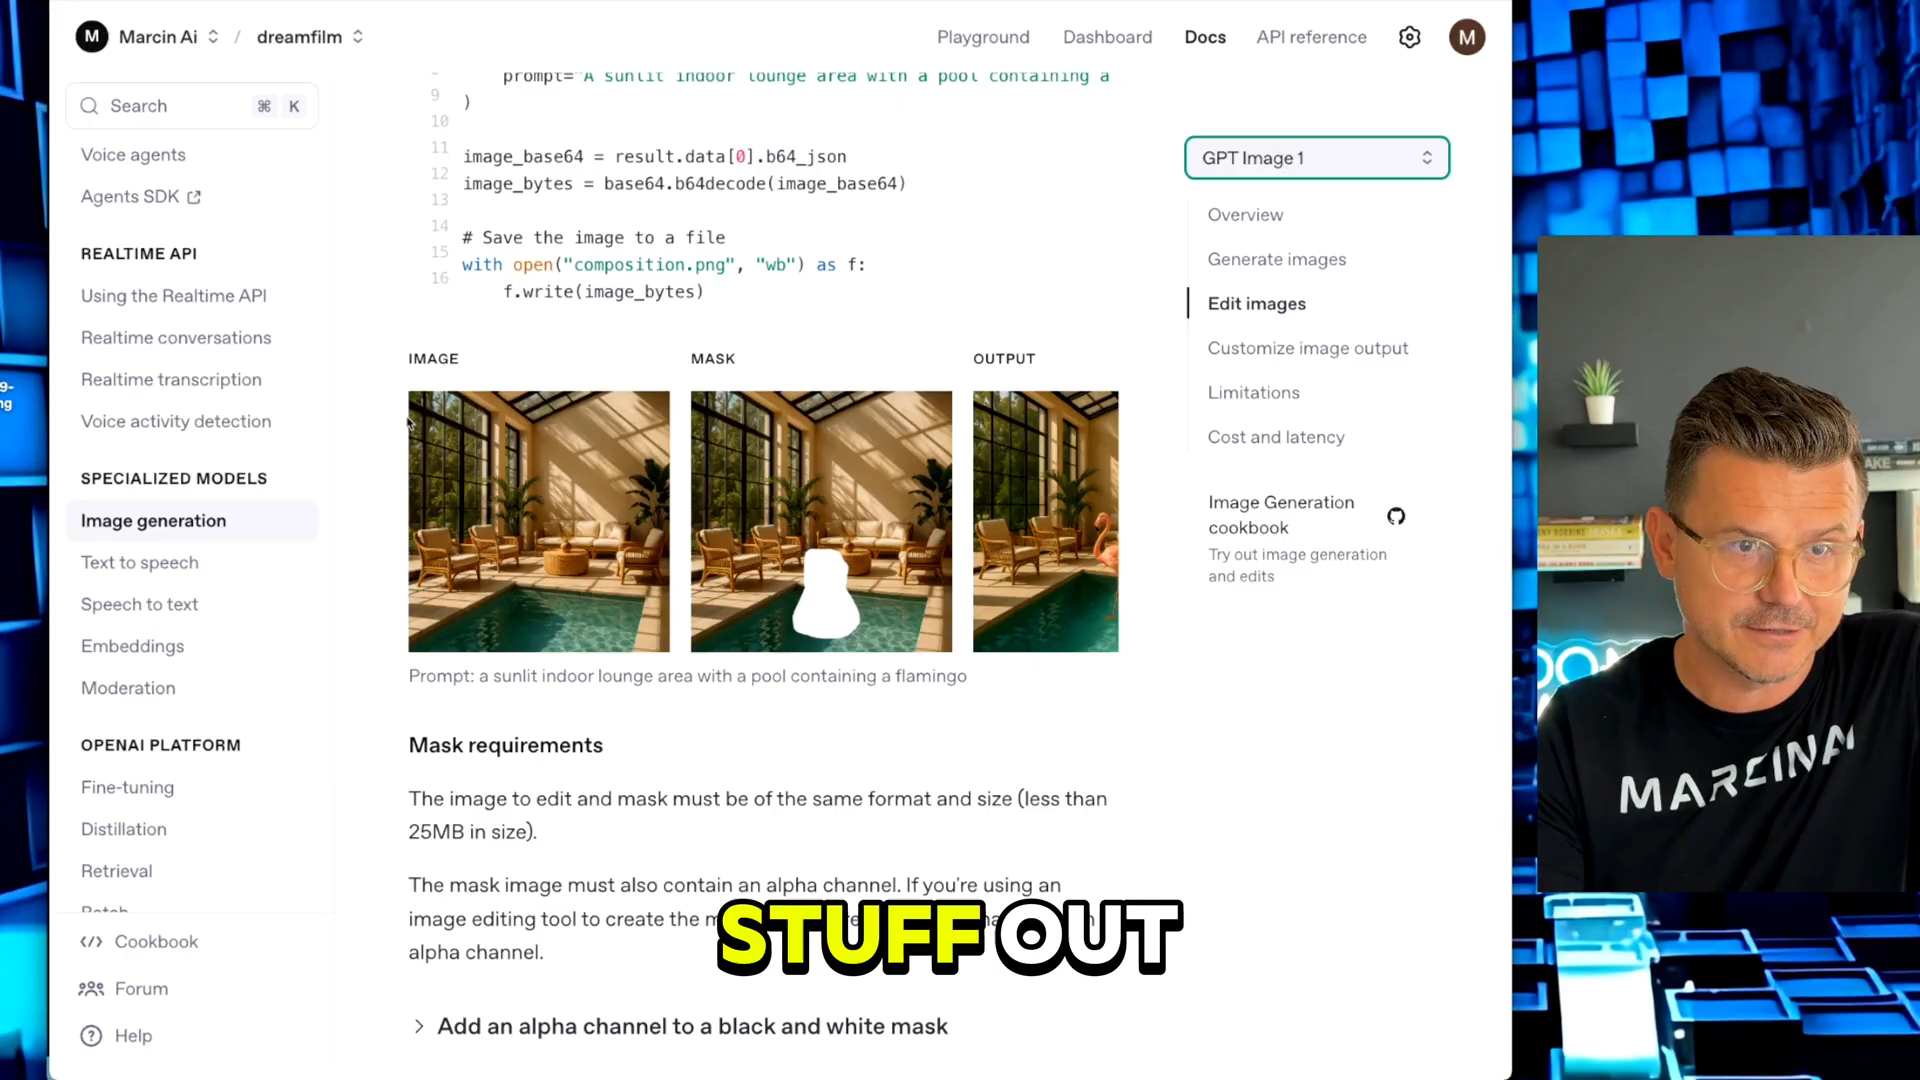 M Marcin Ai / dreamfilm
Playground Dashboard Docs API reference M
Search ⌘ K
Voice agents
Agents SDK
REALTIME API
Using the Realtime API
Realtime conversations
Realtime transcription
Voice activity detection
SPECIALIZED MODELS
Image generation
Text to speech
Speech to text
Embeddings
Moderation
OPENAI PLATFORM
Fine-tuning
Distillation
Retrieval
Batch
Cookbook
Forum
Help
prompt="A sunlit indoor lounge area with a pool containing a
9 )
10
11 image_base64 = result.data[0].b64_json
12 image_bytes = base64.b64decode(image_base64)
13
14 # Save the image to a file
15 with open("composition.png", "wb") as f:
16 f.write(image_bytes)
IMAGE MASK OUTPUT
Prompt: a sunlit indoor lounge area with a pool containing a flamingo
Mask requirements
The image to edit and mask must be of the same format and size (less than
25MB in size).
The mask image must also contain an alpha channel. If you're using an
image editing tool to create the
alpha channel.
Add an alpha channel to a black and white mask
STUFF OUT
GPT Image 1
Overview
Generate images
Edit images
Customize image output
Limitations
Cost and latency
Image Generation
cookbook
Try out image generation
and edits
9-
ng
MARCINAI